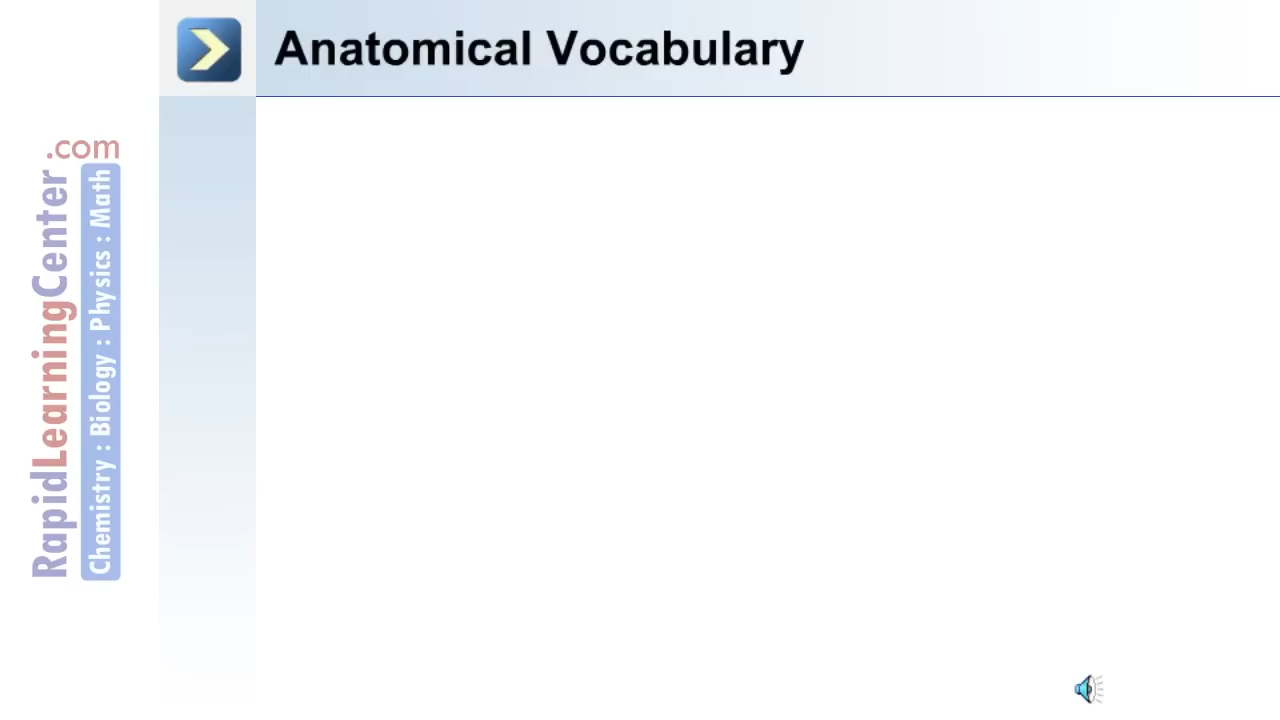 Anatomical Vocabulary
RapidLearningCenter.com
Chemistry : Biology : Physics : Math